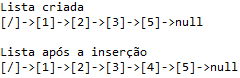 Lista criada
[/]->[1]->[2]->[3]->[5]->null
Lista após a inserção
[/]->[1]->[2]->[3]->[4]->[5]->null